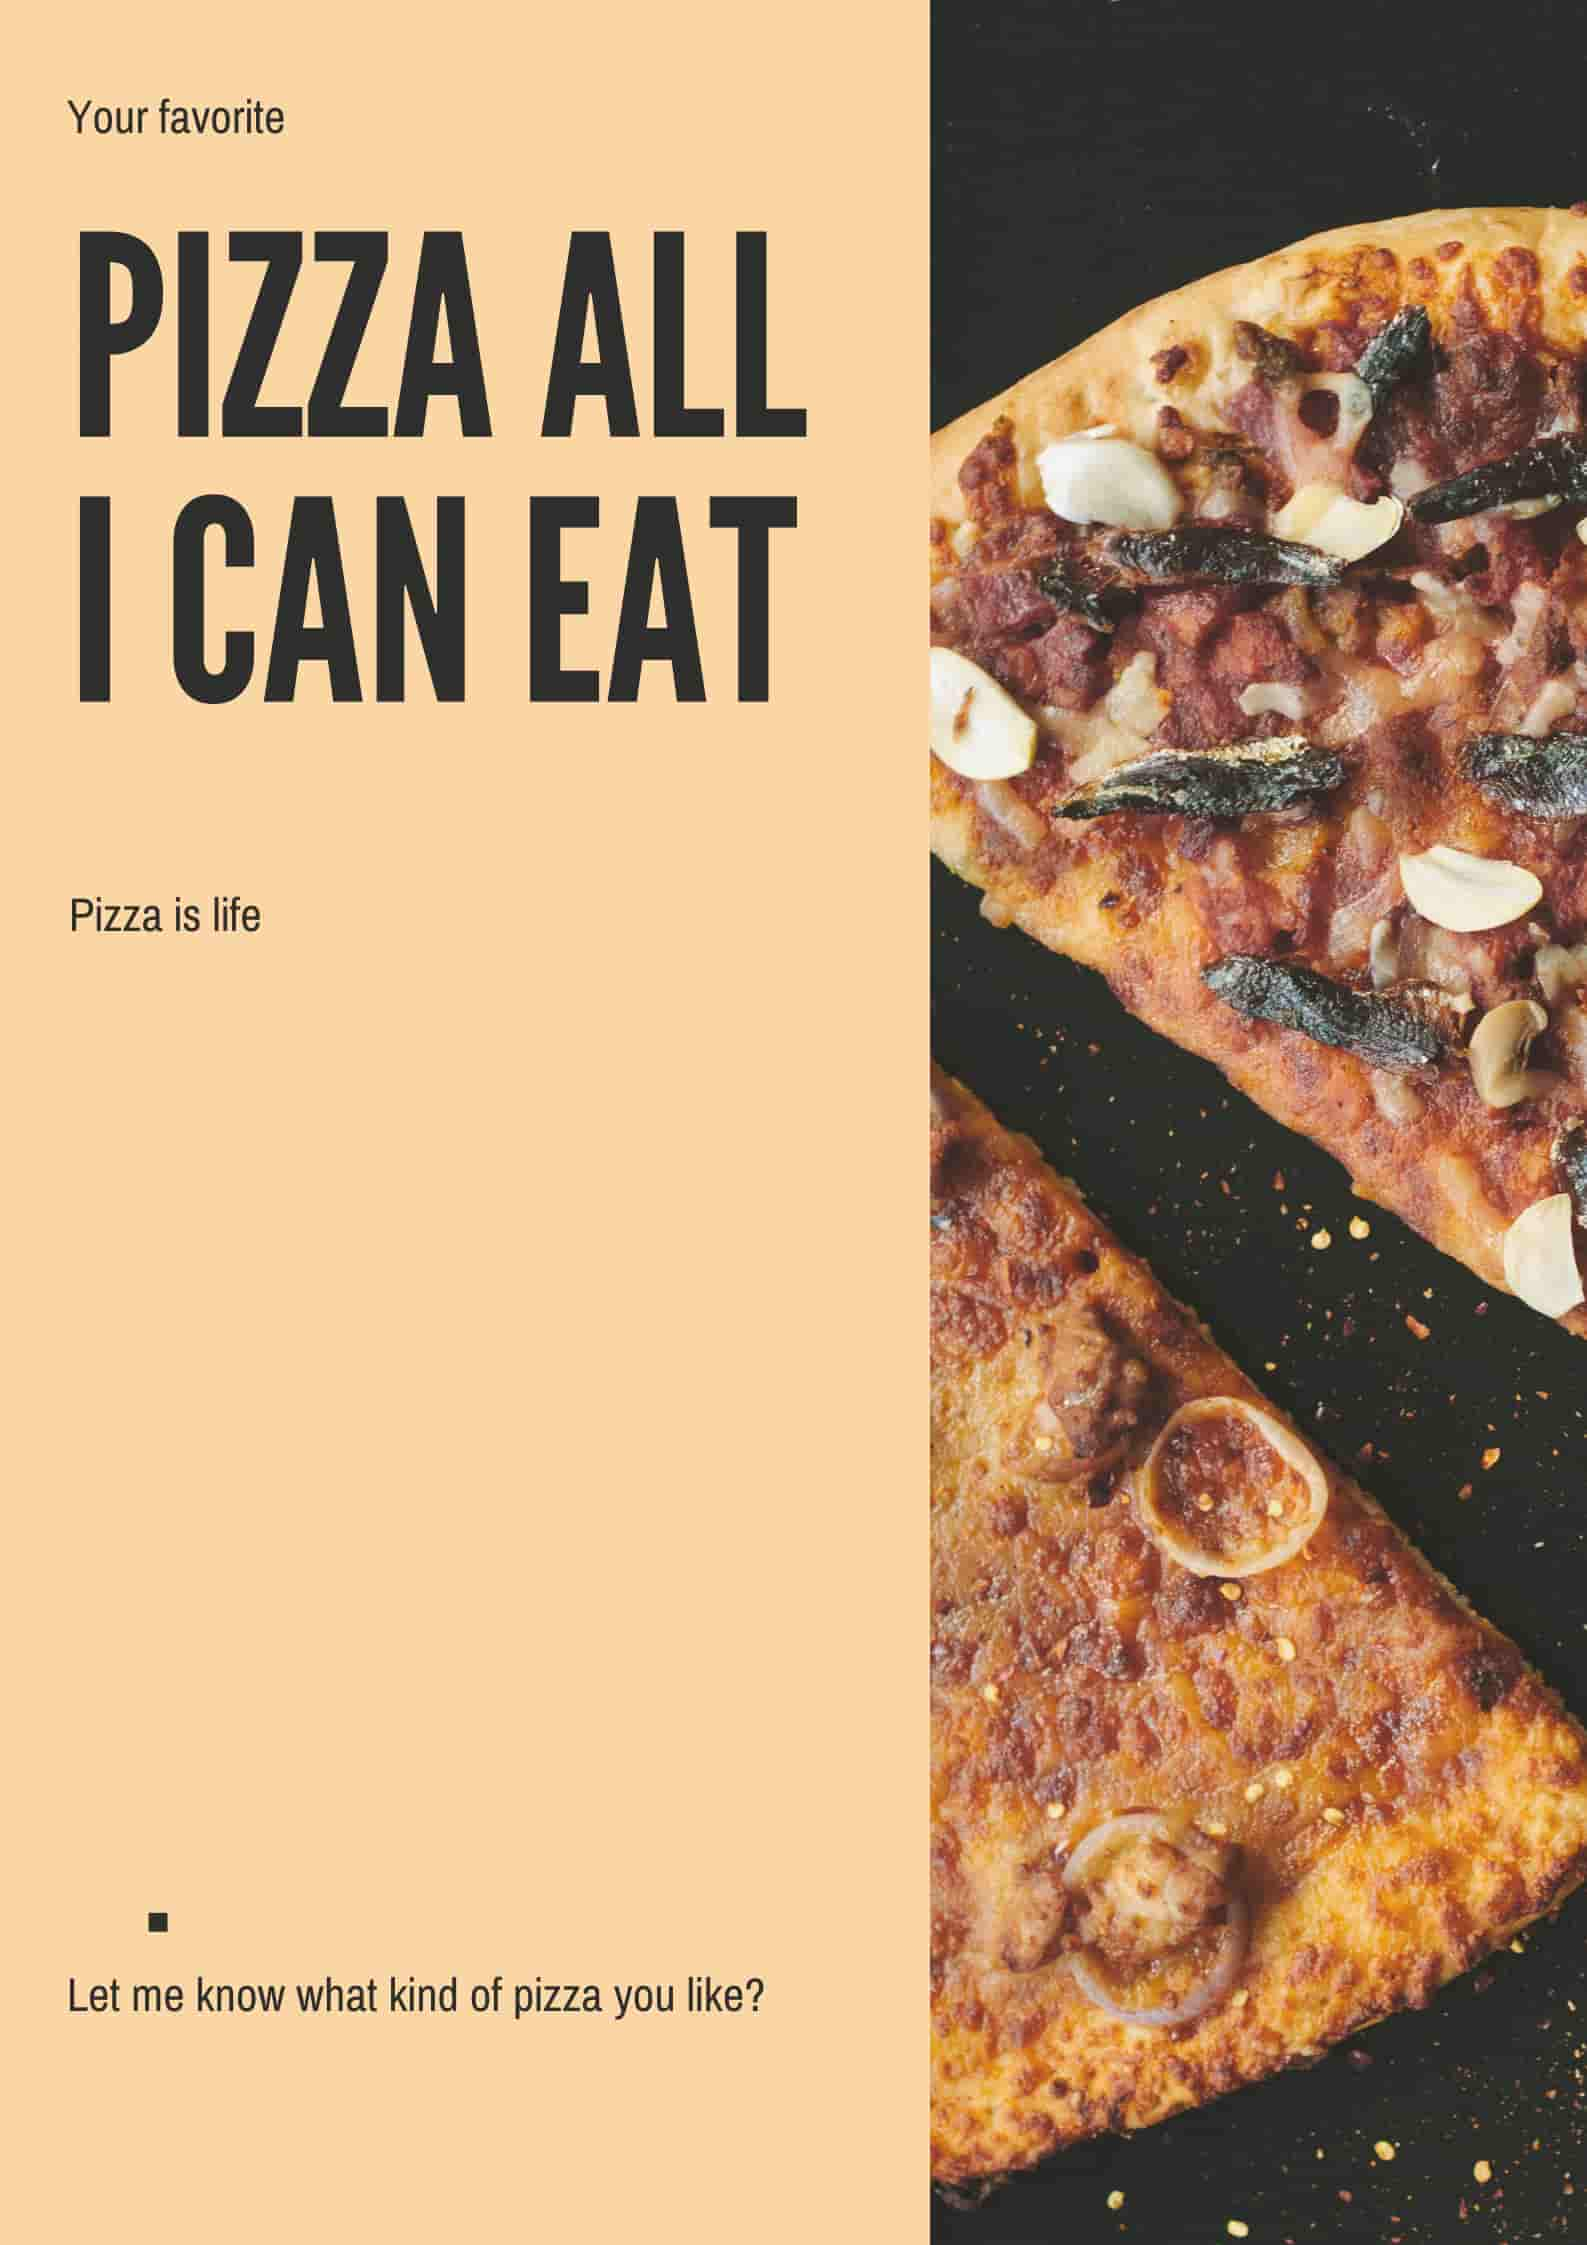 Your favorite
PIZZA ALL
I CAN EAT
Pizza is life
Let me know what kind of pizza you like?